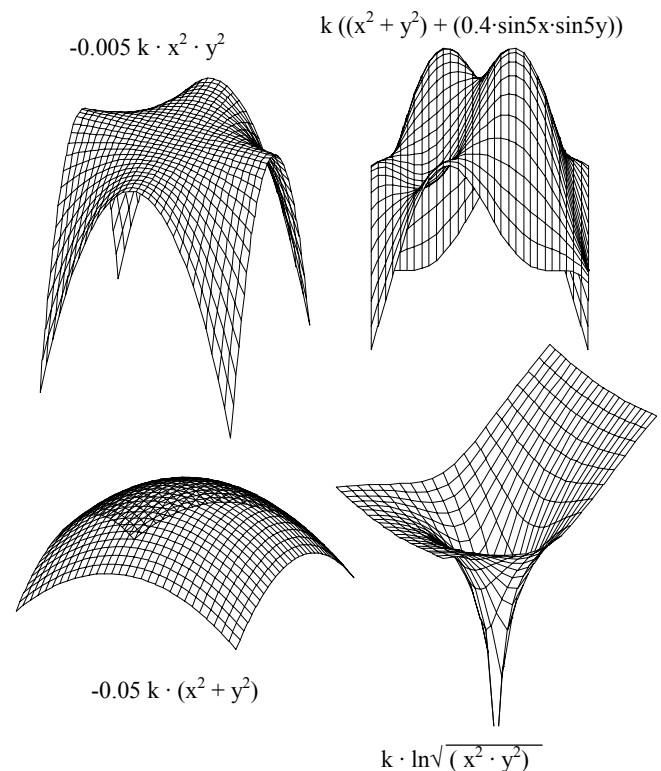 k ((x² + y²) + (0.4·sin5x·sin5y))
-0.005 k · x² · y²
-0.05 k · (x² + y²)
k · ln√( x² · y²)